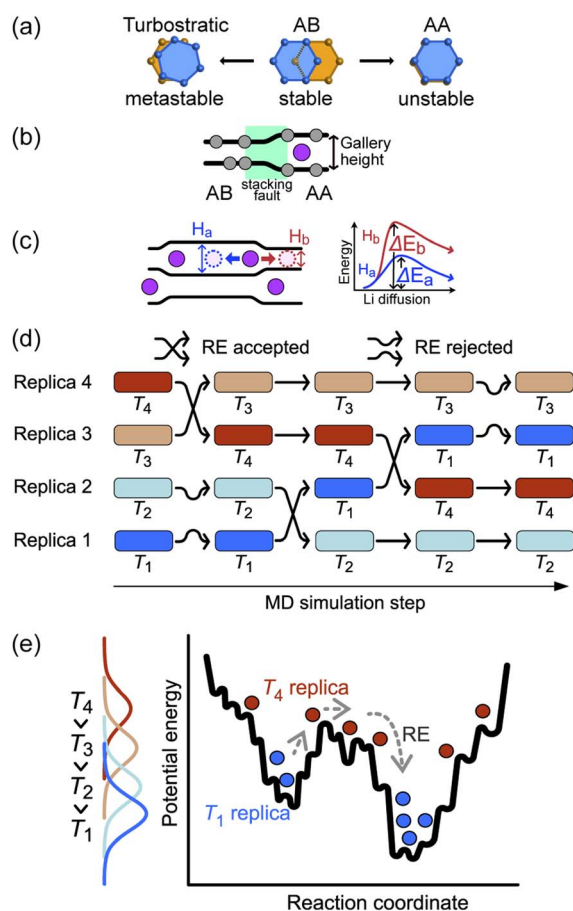 (a)
Turbostratic AB AA
metastable stable unstable
(b)
Gallery
height
AB stacking
fault AA
(c)
Ha Hb
Energy
Hb
Ha
ΔEb
ΔEa
Li diffusion
(d)
RE accepted RE rejected
Replica 4
T4 T3 T3 T3 T3
Replica 3
T3 T4 T4 T1 T1
Replica 2
T2 T2 T1 T4 T4
Replica 1
T1 T1 T2 T2 T2
MD simulation step
(e)
T4
>
T3
>
T2
>
T1
Potential energy
T4 replica
RE
T1 replica
Reaction coordinate